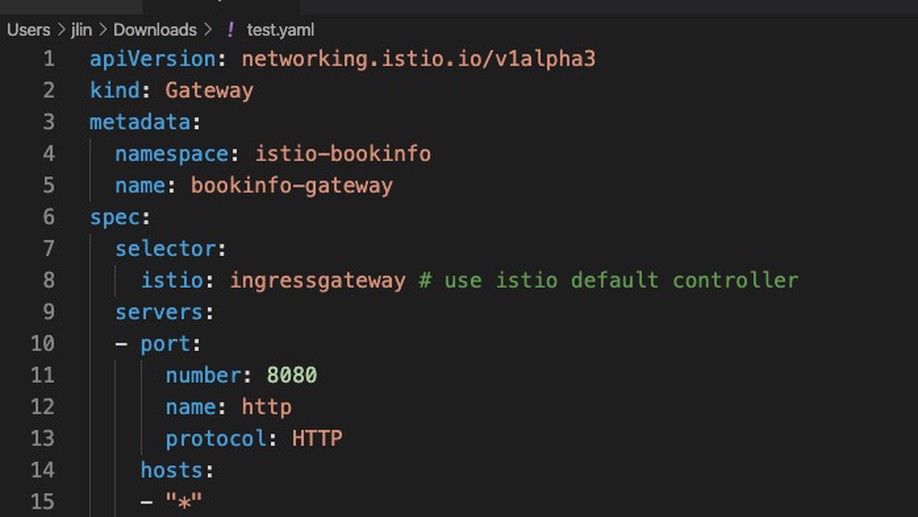 Users > jlin > Downloads > ! test.yaml
1 apiVersion: networking.istio.io/v1alpha3
2 kind: Gateway
3 metadata:
4   namespace: istio-bookinfo
5   name: bookinfo-gateway
6 spec:
7   selector:
8     istio: ingressgateway # use istio default controller
9   servers:
10   - port:
11       number: 8080
12       name: http
13       protocol: HTTP
14     hosts:
15     - "*"